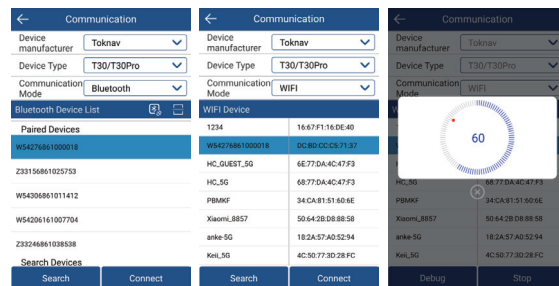 Communication
Device manufacturer
Toknav
Device Type
T30/T30Pro
Communication Mode
Bluetooth
Bluetooth Device List
Paired Devices
W54276861000018
Z33156861025753
W54306861011412
W54206161007704
Z33246861038538
Search Devices
Search
Connect
Communication
Device manufacturer
Toknav
Device Type
T30/T30Pro
Communication Mode
WIFI
WIFI Device
1234 16:67:F1:16:DE:40
W54276861000018 DC:BD:CC:C5:71:37
HC_GUEST_5G 6E:77:DA:4C:47:F3
HC_5G 68:77:DA:4C:47:F3
PBMKF 34:CA:81:51:60:6E
Xiaomi_8857 50:64:2B:D8:88:58
anke-5G 18:2A:57:A0:52:94
Keii_5G 4C:50:77:3D:28:FC
Search
Connect
Communication
Device manufacturer
Toknav
Device Type
T30/T30Pro
Communication Mode
WIFI
60
HC_5G 68:77:DA:4C:47:F3
PBMKF 34:CA:81:51:60:6E
Xiaomi_8857 50:64:2B:D8:88:58
anke-5G 18:2A:57:A0:52:94
Keii_5G 4C:50:77:3D:28:FC
Debug
Stop